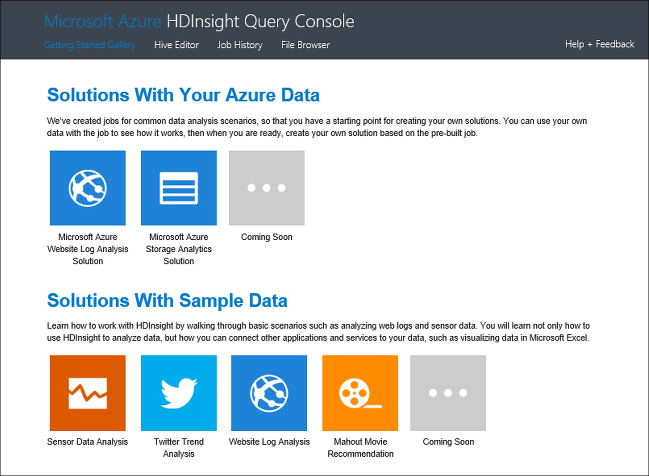 Microsoft Azure HDInsight Query Console
Getting Started Gallery Hive Editor Job History File Browser Help + Feedback
Solutions With Your Azure Data
We've created jobs for common data analysis scenarios, so that you have a starting point for creating your own solutions. You can use your own
data with the job to see how it works, then when you are ready, create your own solution based on the pre-built job.
Microsoft Azure
Website Log Analysis
Solution
Microsoft Azure
Storage Analytics
Solution
Coming Soon
Solutions With Sample Data
Learn how to work with HDInsight by walking through basic scenarios such as analyzing web logs and sensor data. You will learn not only how to
use HDInsight to analyze data, but how you can connect other applications and services to your data, such as visualizing data in Microsoft Excel.
Sensor Data Analysis
Twitter Trend
Analysis
Website Log Analysis
Mahout Movie
Recommendation
Coming Soon